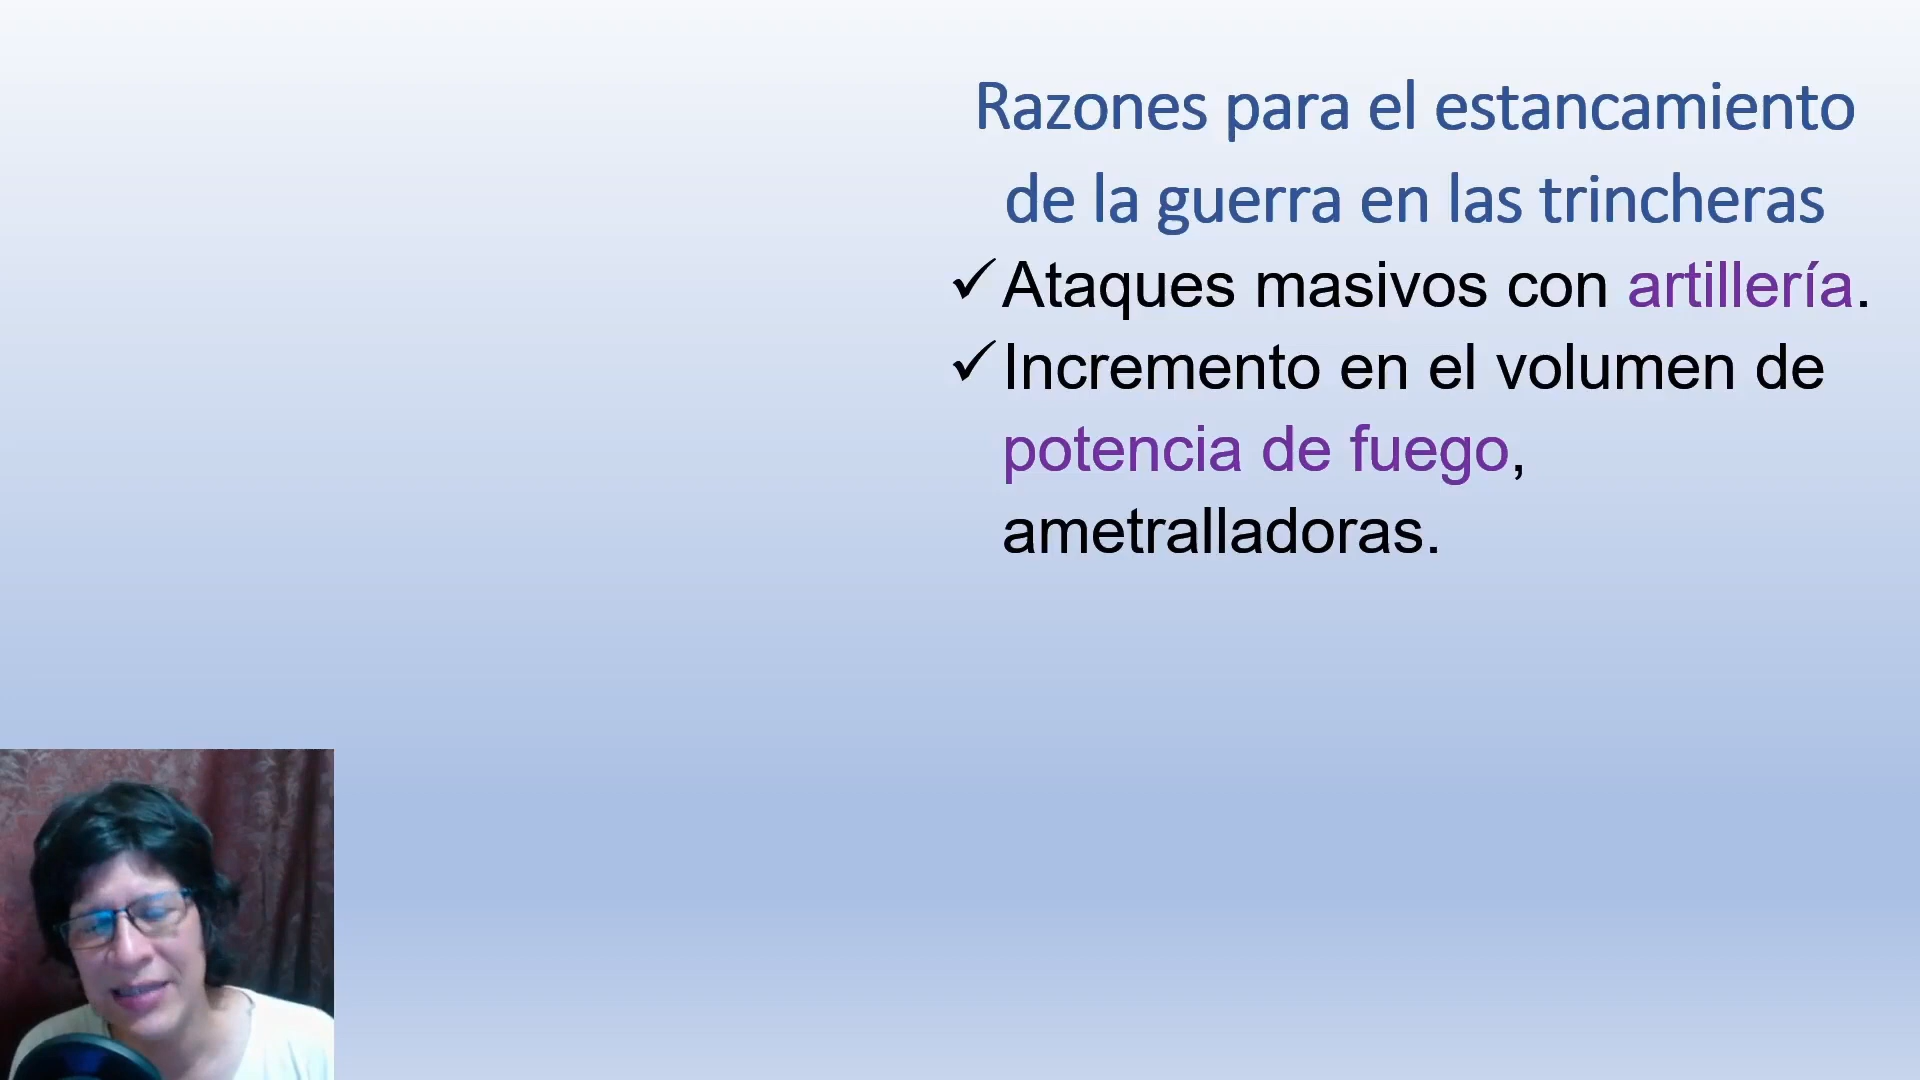 Razones para el estancamiento
de la guerra en las trincheras
✓Ataques masivos con artillería.
✓Incremento en el volumen de
potencia de fuego,
ametralladoras.